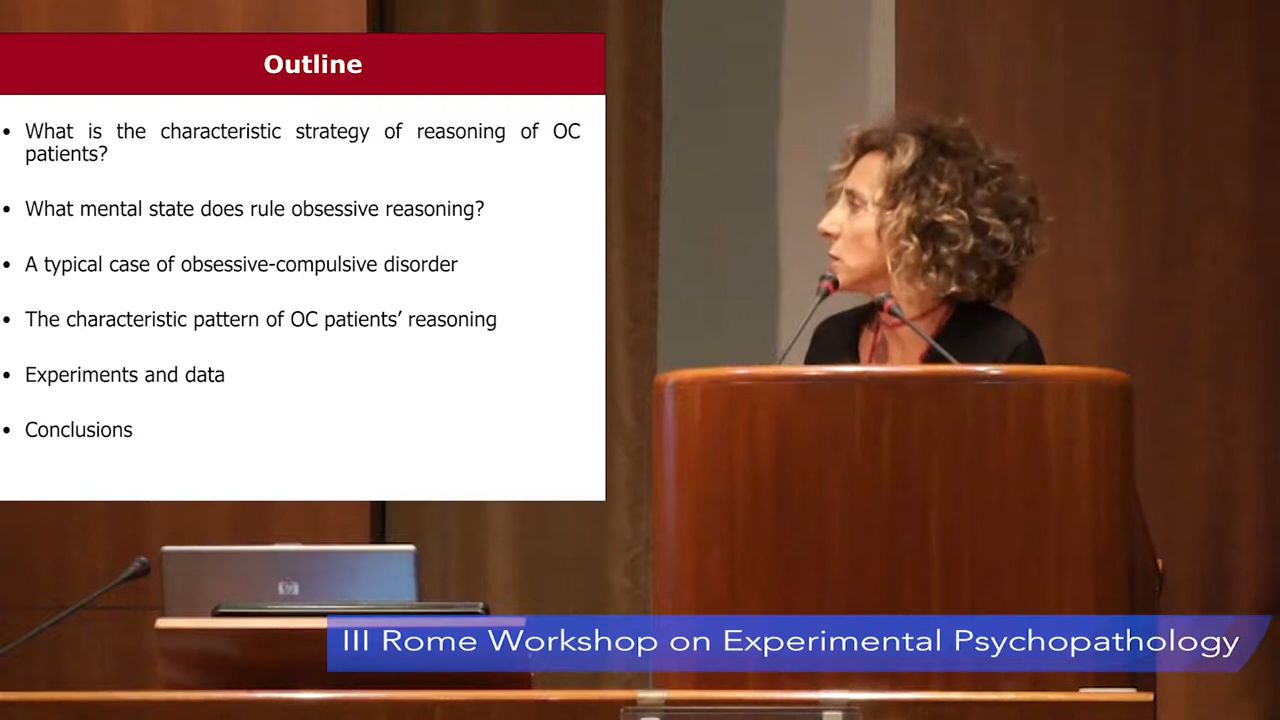 Outline
• What is the characteristic strategy of reasoning of OC
patients?
• What mental state does rule obsessive reasoning?
• A typical case of obsessive-compulsive disorder
• The characteristic pattern of OC patients’ reasoning
• Experiments and data
• Conclusions
hp
III Rome Workshop on Experimental Psychopathology